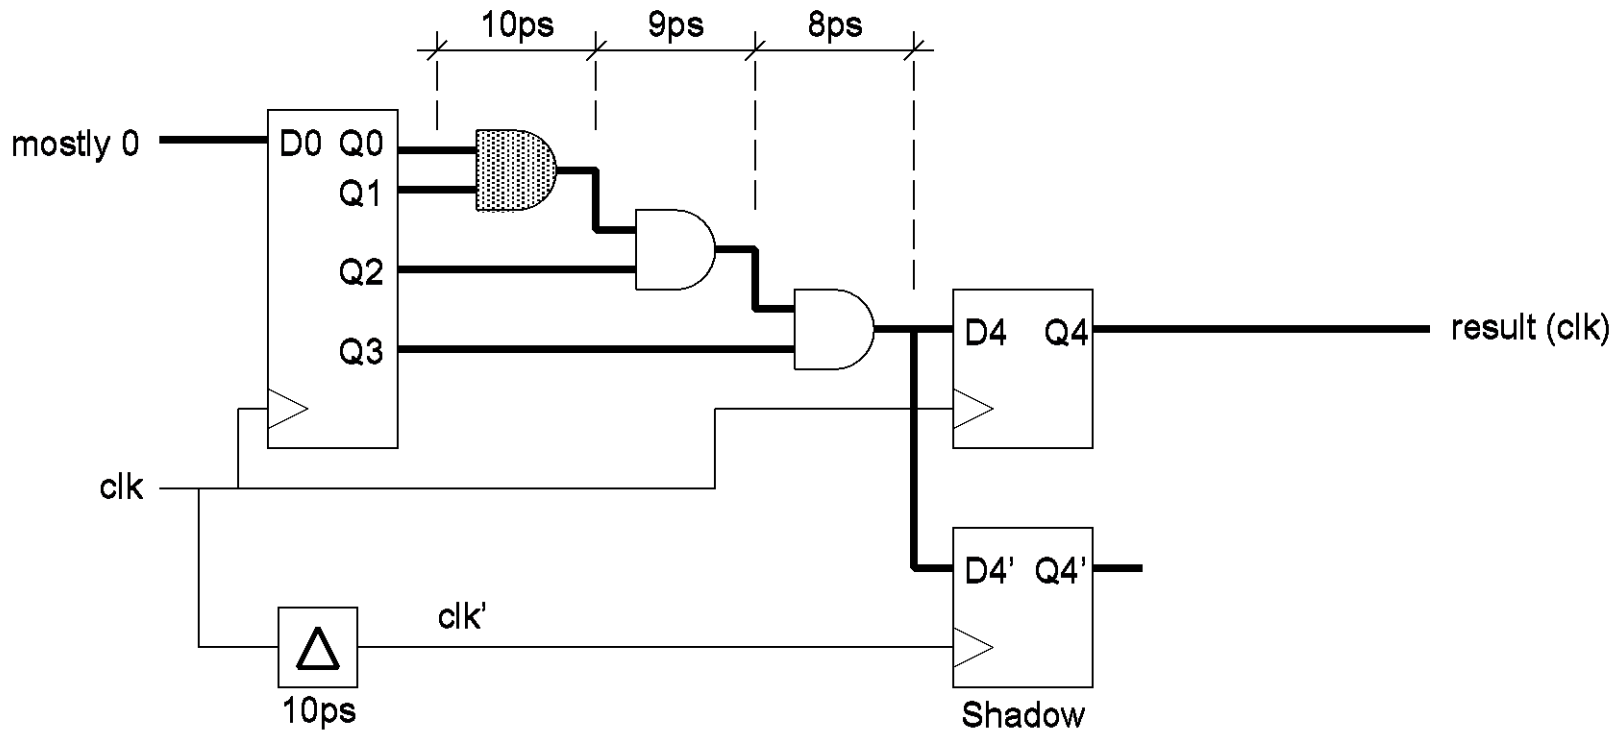 10ps 9ps 8ps
mostly 0 D0 Q0
Q1
Q2
Q3
D4 Q4 result (clk)
clk
D4’ Q4’
clk’
Δ
10ps
Shadow